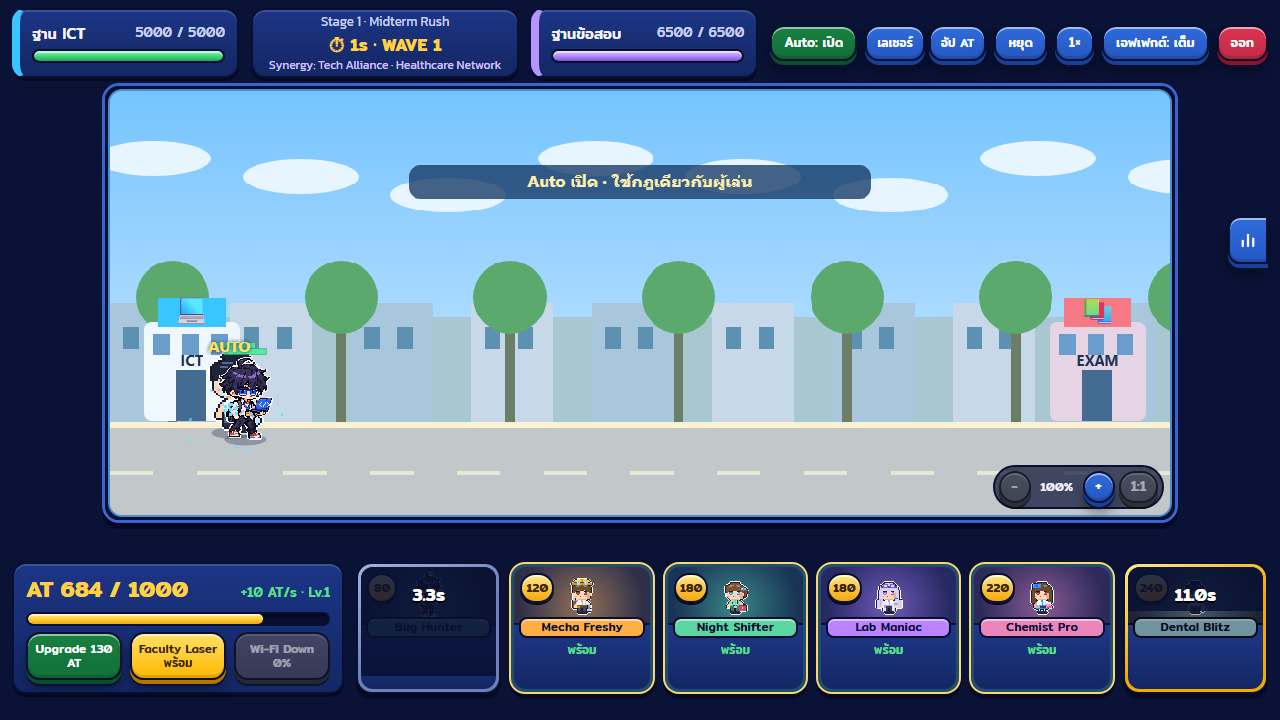 ฐาน ICT 5000 / 5000
Stage 1 · Midterm Rush
⏱ 1s · WAVE 1
Synergy: Tech Alliance · Healthcare Network
ฐานข้อสอบ 6500 / 6500
Auto: เปิด
เลเซอร์
อัป AT
หยุด
1×
เอฟเฟกต์: เต็ม
ออก
Auto เปิด · ใช้กฎเดียวกับผู้เล่น
AUTO
ICT
EXAM
− 100% + 1:1
AT 684 / 1000 +10 AT/s · Lv.1
Upgrade 130 AT
Faculty Laser พร้อม
Wi-Fi Down 0%
80 3.3s
Bug Hunter
120
Mecha Freshy
พร้อม
180
Night Shifter
พร้อม
180
Lab Maniac
พร้อม
220
Chemist Pro
พร้อม
240 11.0s
Dental Blitz